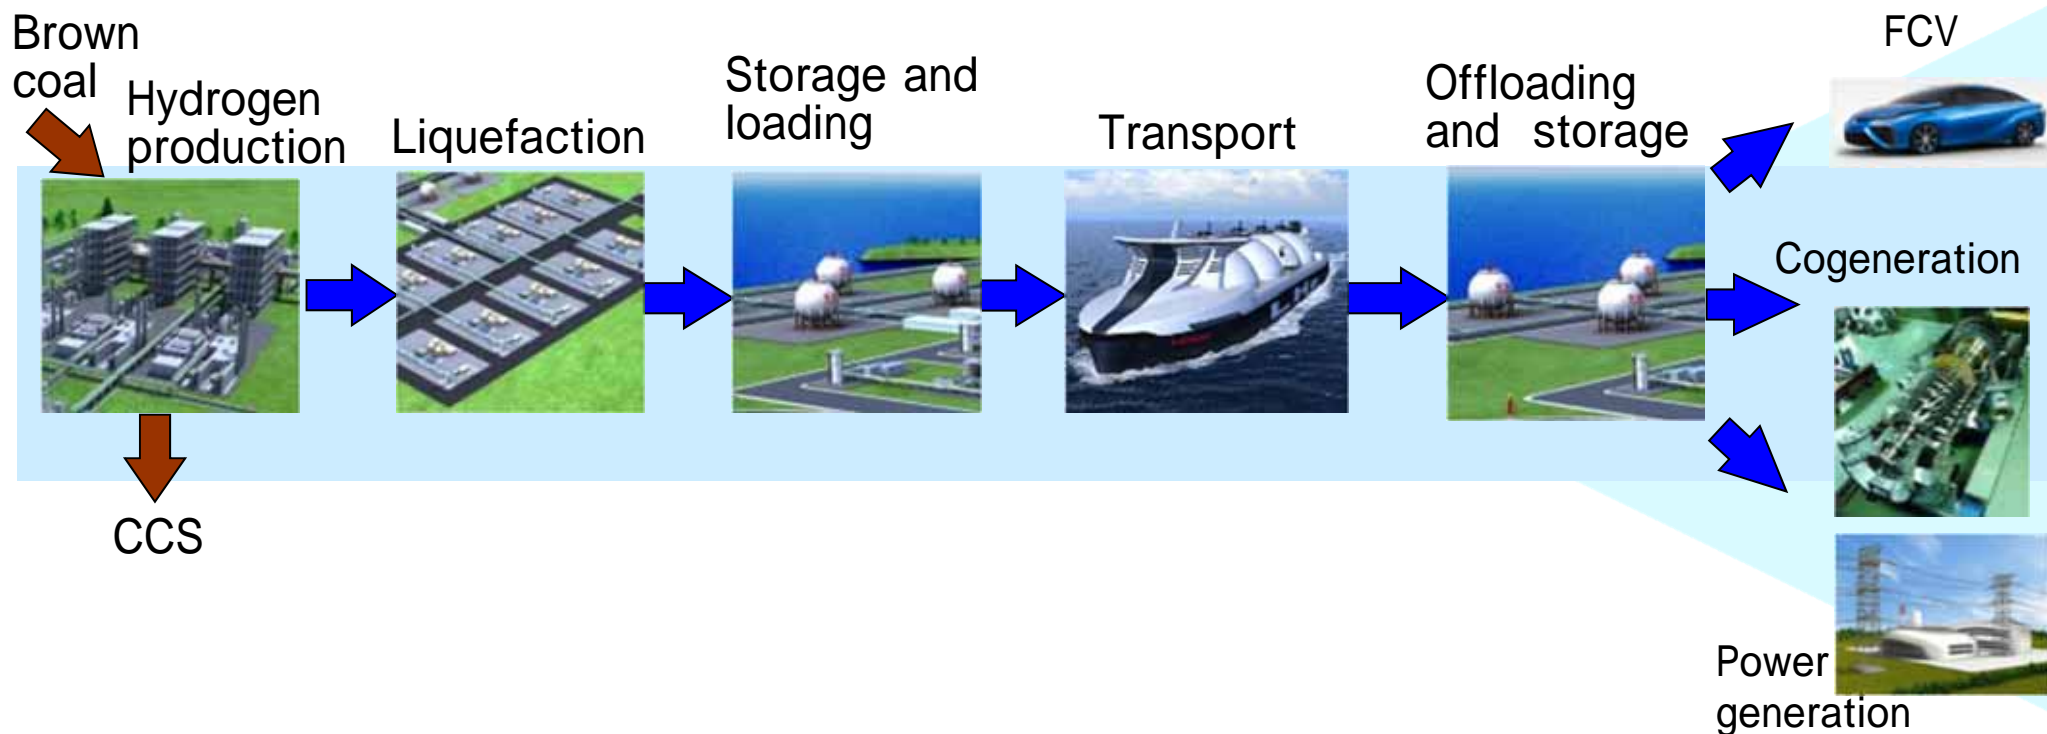 Brown
coal
Hydrogen
production
Liquefaction
Storage and
loading
Transport
Offloading
and storage
FCV
Cogeneration
Power
generation
CCS